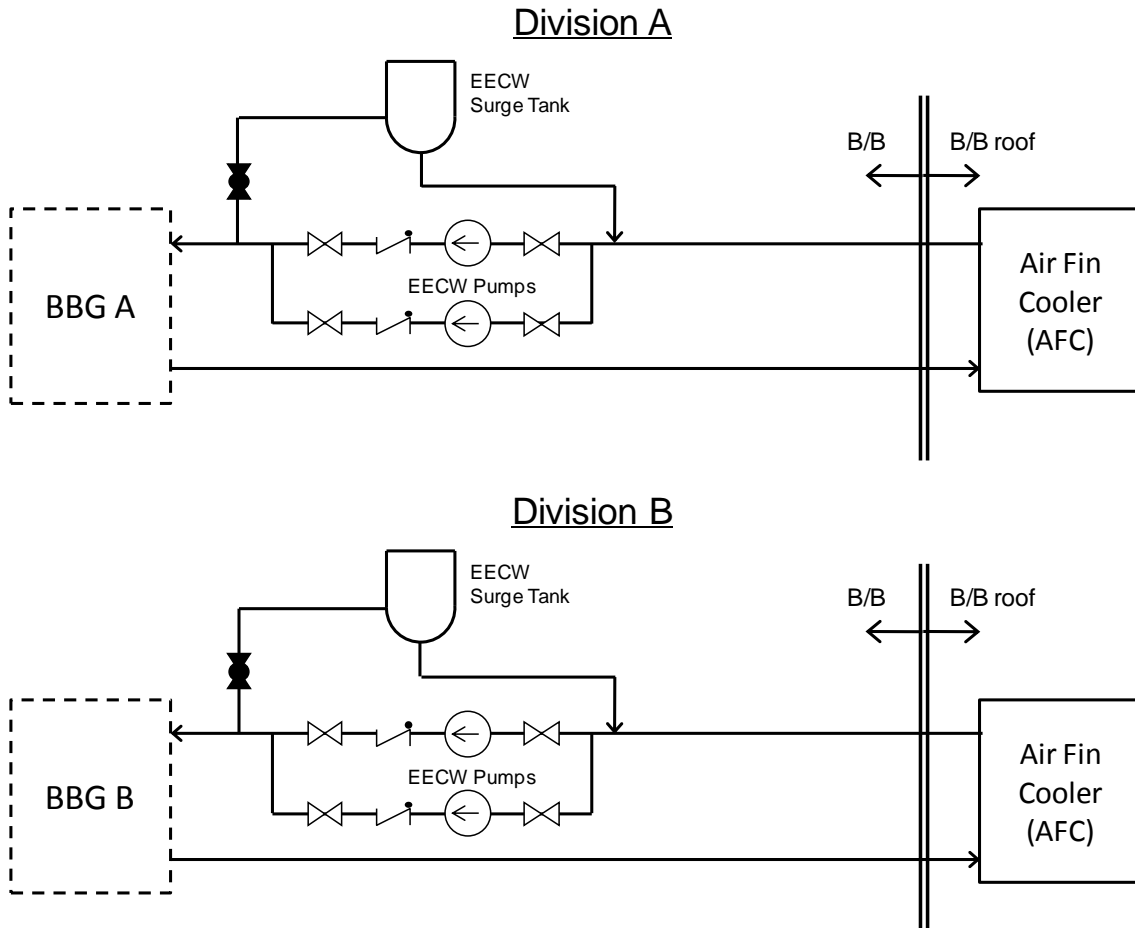 Division A
EECW
Surge Tank
B/B
B/B roof
BBG A
EECW Pumps
Air Fin
Cooler
(AFC)
Division B
EECW
Surge Tank
B/B
B/B roof
BBG B
EECW Pumps
Air Fin
Cooler
(AFC)